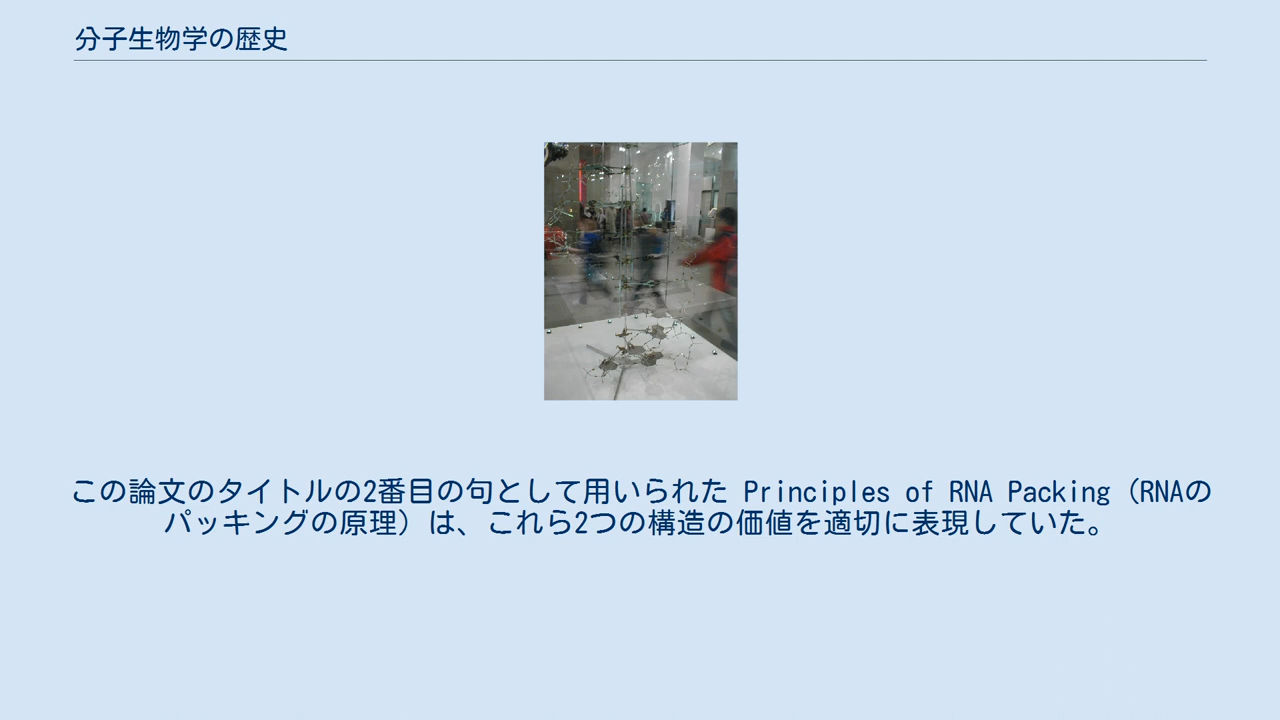 分子生物学の歴史
この論文のタイトルの2番目の句として用いられた Principles of RNA Packing（RNAの
パッキングの原理）は、これら2つの構造の価値を適切に表現していた。